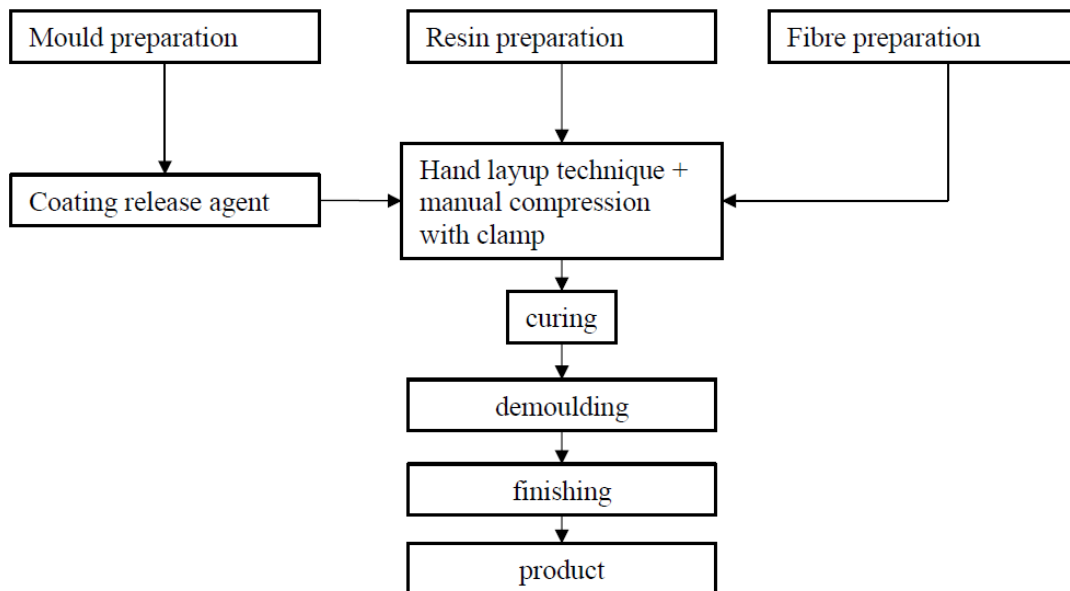 Mould preparation
Resin preparation
Fibre preparation
Coating release agent
Hand layup technique +
manual compression
with clamp
curing
demoulding
finishing
product